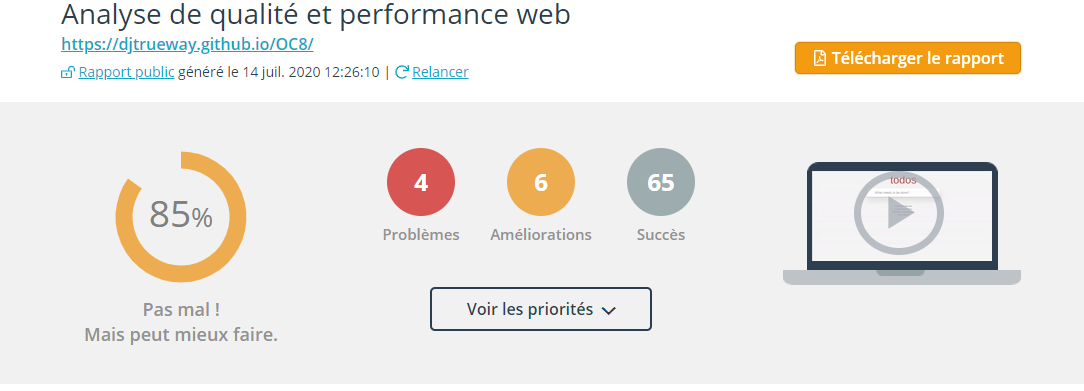 Analyse de qualité et performance web
https://djtrueway.github.io/OC8/
Rapport public généré le 14 juil. 2020 12:26:10 | Relancer
Télécharger le rapport
85%
Pas mal !
Mais peut mieux faire.
4
Problèmes
6
Améliorations
65
Succès
Voir les priorités
todos